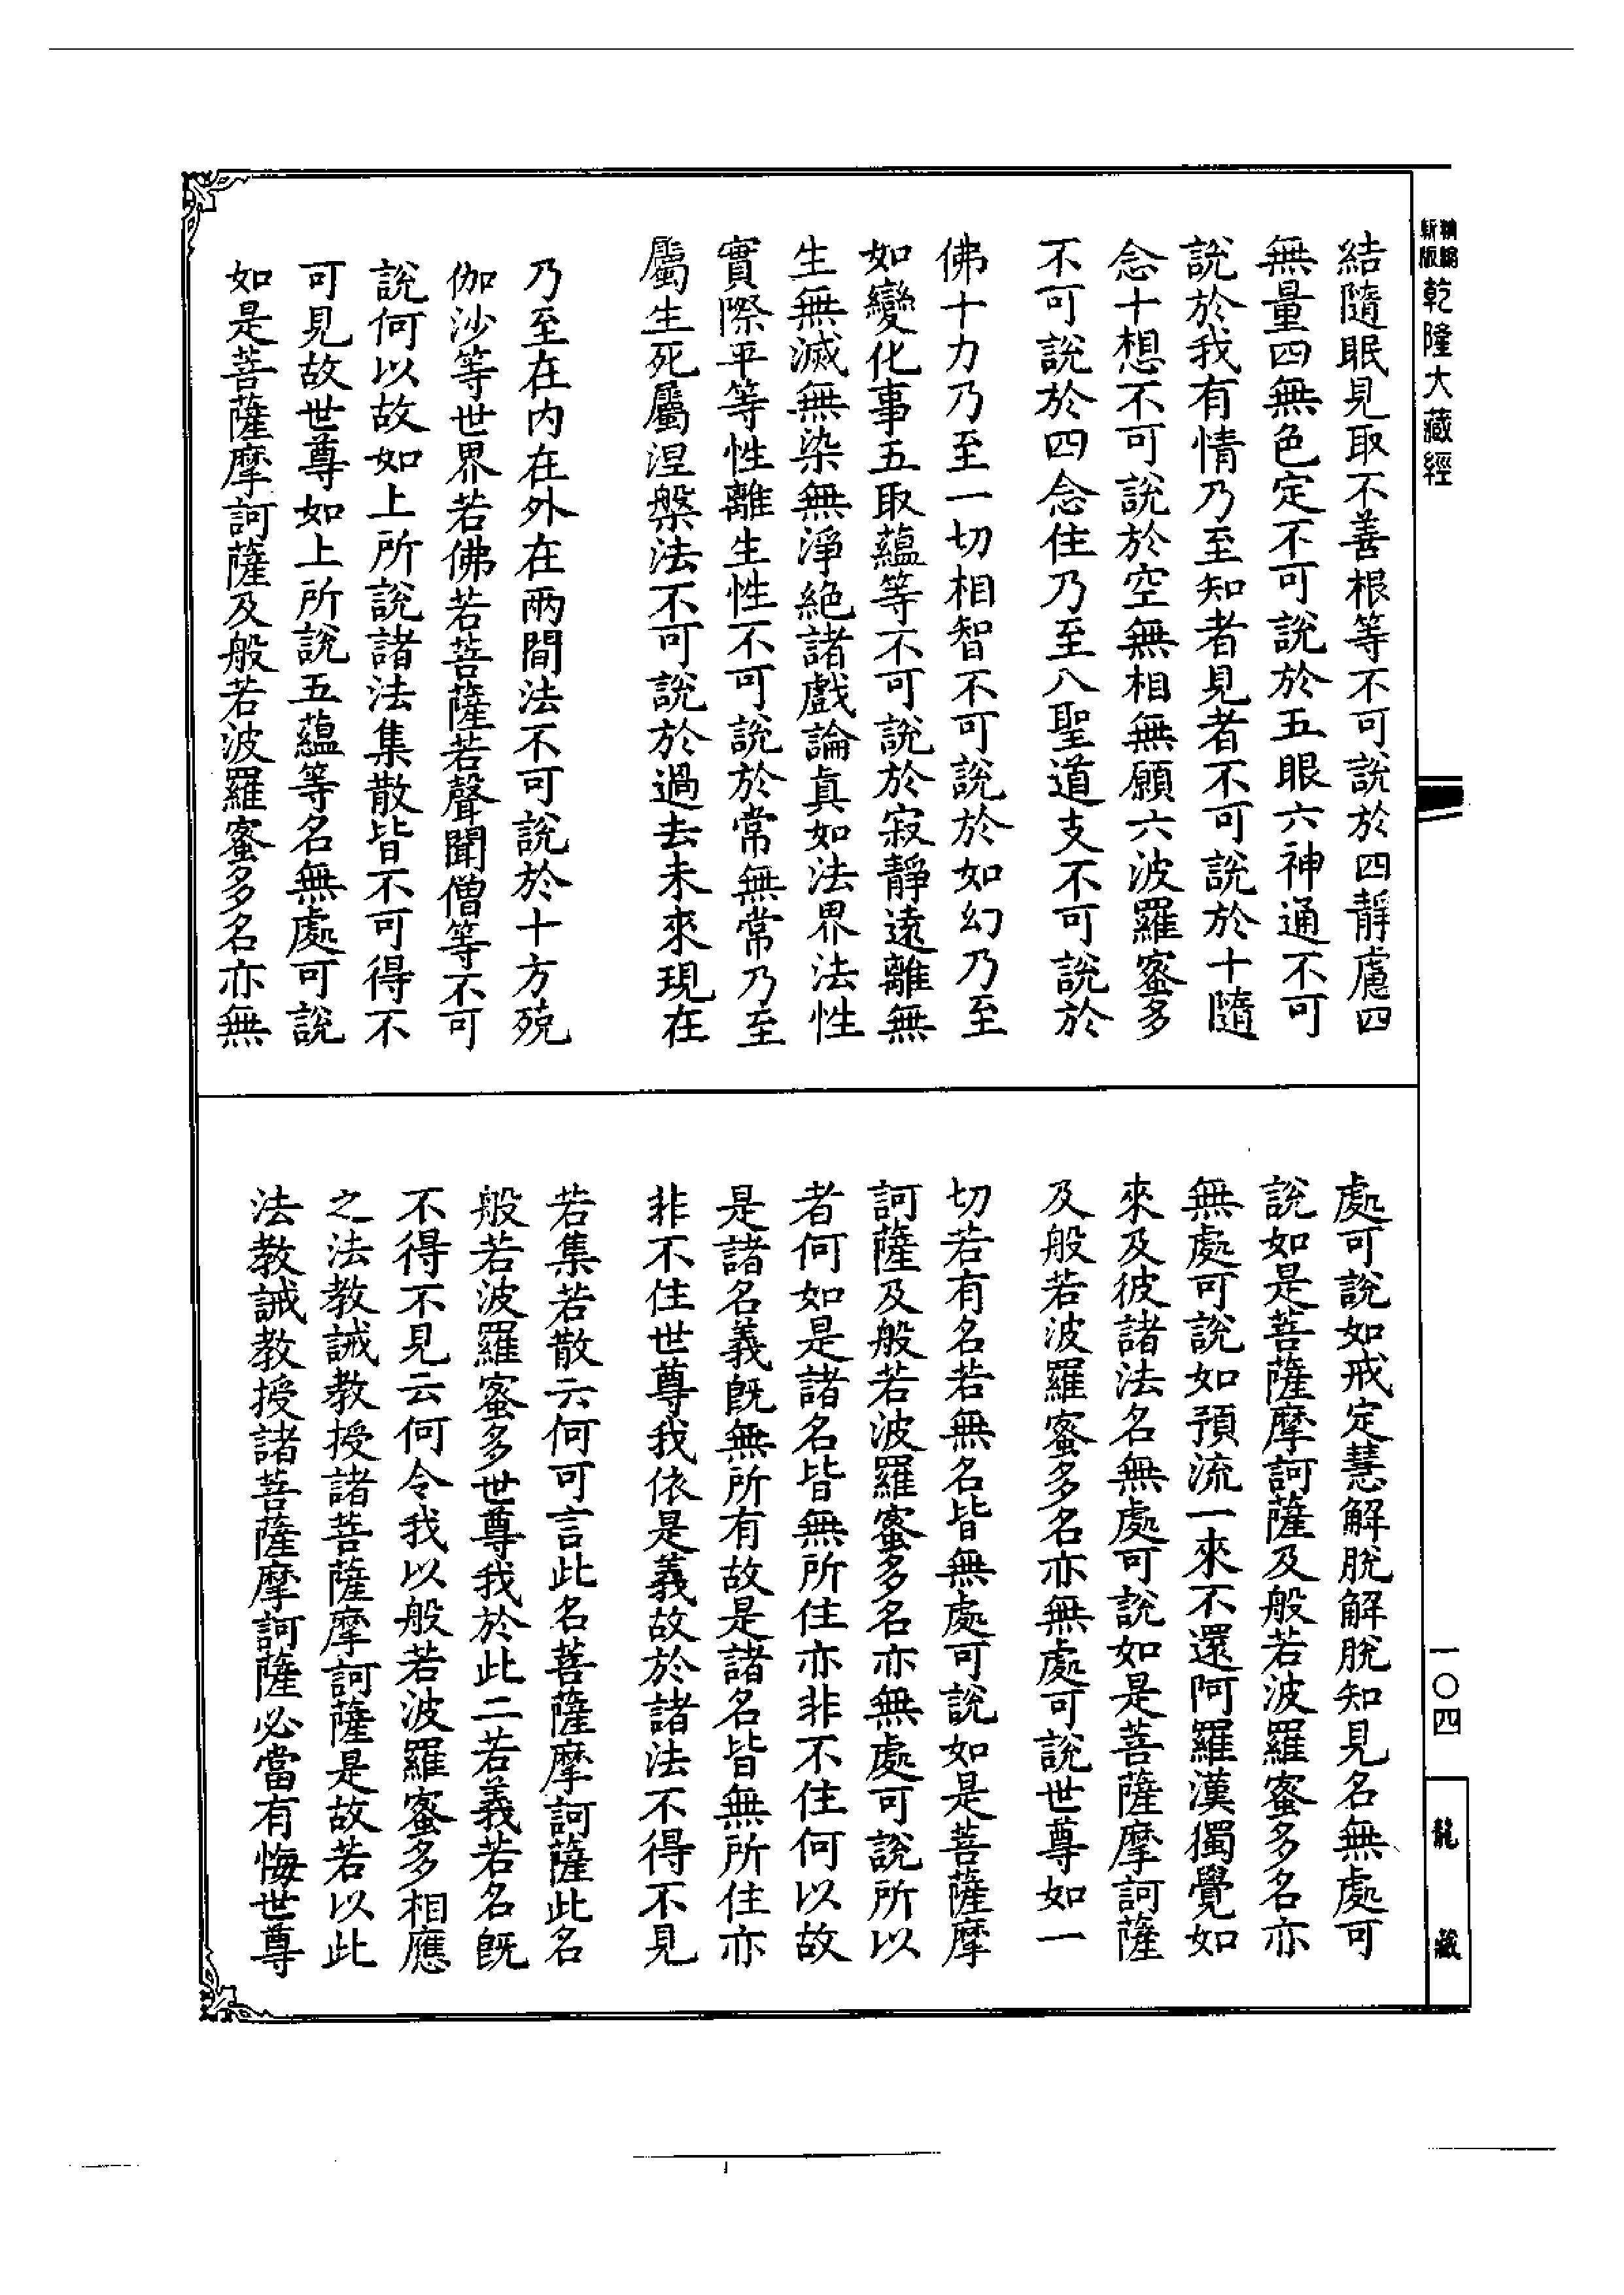 新版精縮乾隆大藏經
結隨眠見取不善根等不可說於四靜慮四
無量四無色定不可說於五眼六神通不可
說於我有情乃至知者見者不可說於十隨
念十想不可說於空無相無願六波羅蜜多
不可說於四念住乃至八聖道支不可說於
佛十力乃至一切相智不可說於如幻乃至
如變化事五取蘊等不可說於寂靜遠離無
生無滅無染無淨絕諸戲論真如法界法性
實際平等性離生性不可說於常無常乃至
屬生死屬涅槃法不可說於過去未來現在
乃至在內在外在兩間法不可說於十方殑
伽沙等世界若佛若菩薩若聲聞僧等不可
說何以故如上所說諸法集散皆不可得不
可見故世尊如上所說五蘊等名無處可說
如是菩薩摩訶薩及般若波羅蜜多名亦無
處可說如戒定慧解脫解脫知見名無處可
說如是菩薩摩訶薩及般若波羅蜜多名亦
無處可說如預流一來不還阿羅漢獨覺如
來及彼諸法名無處可說如是菩薩摩訶薩
及般若波羅蜜多名亦無處可說世尊如一
切若有名若無名皆無處可說如是菩薩摩
訶薩及般若波羅蜜多名亦無處可說所以
者何如是諸名皆無所住亦非不住何以故
是諸名義既無所有故是諸名皆無所住亦
非不住世尊我依是義故於諸法不得不見
若集若散云何可言此名菩薩摩訶薩此名
般若波羅蜜多世尊我於此二若義若名既
不得不見云何令我以般若波羅蜜多相應
之法教誡教授諸菩薩摩訶薩是故若以此
法教誡教授諸菩薩摩訶薩必當有悔世尊
一〇四
龍藏